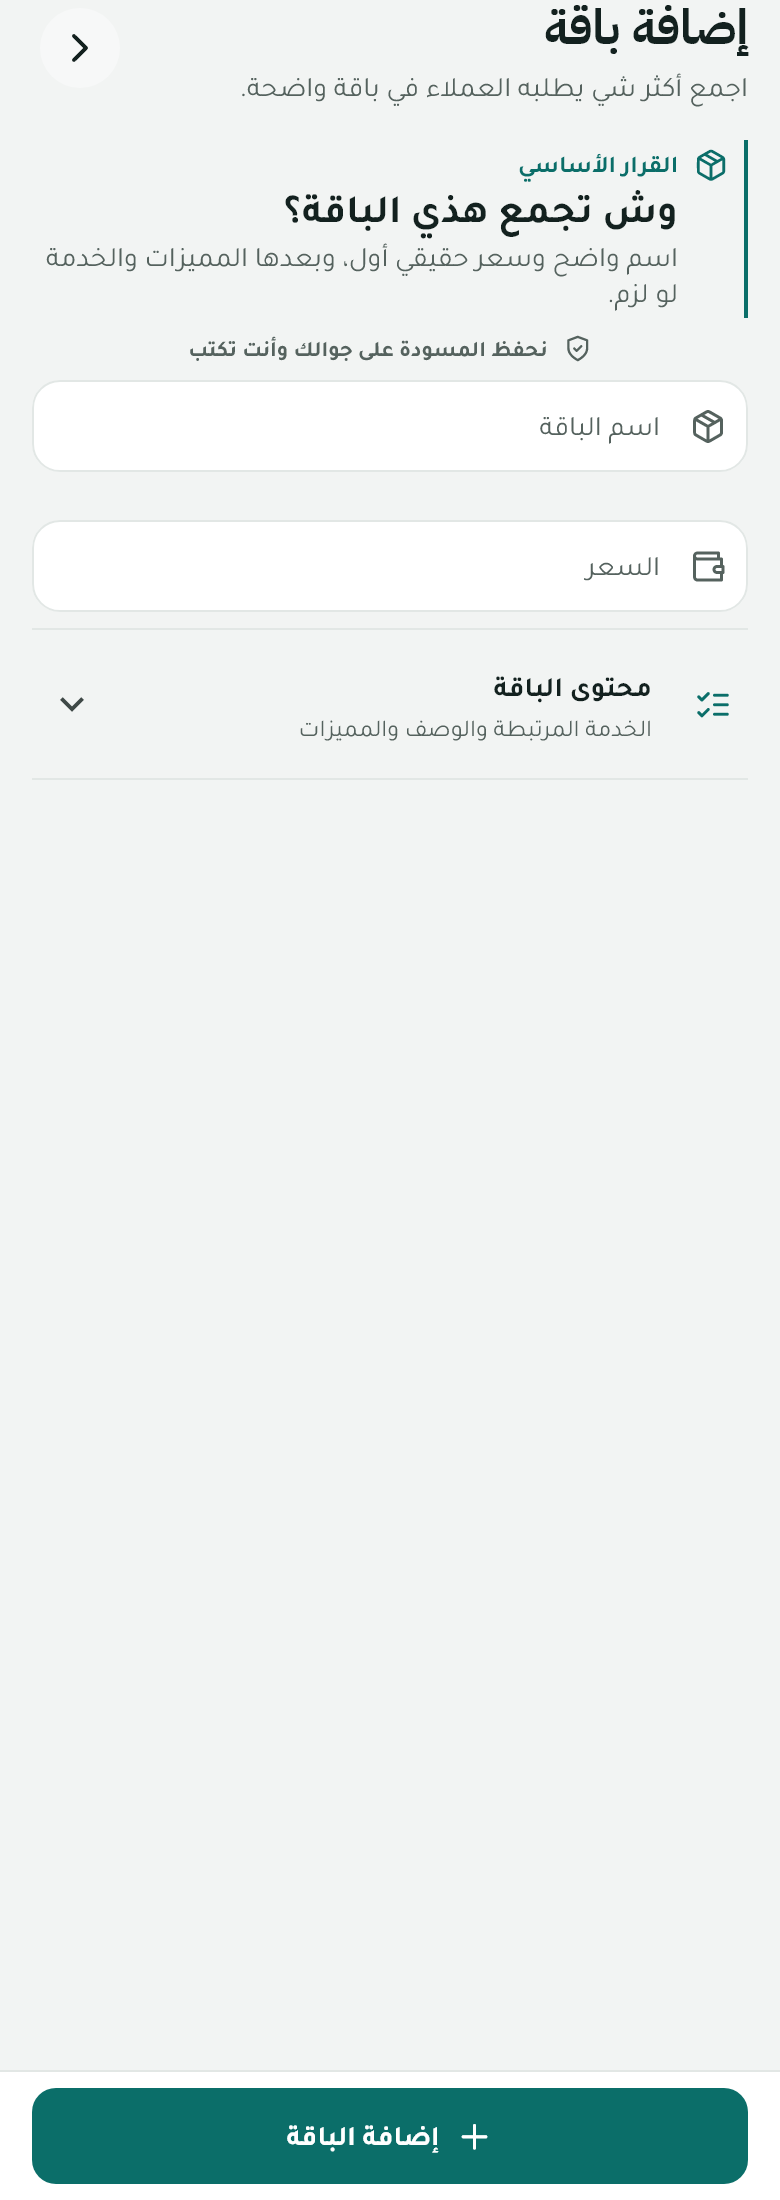 إضافة باقة
اجمع أكثر شي يطلبه العملاء في باقة واضحة.
القرار الأساسي
وش تجمع هذي الباقة؟
اسم واضح وسعر حقيقي أول، وبعدها المميزات والخدمة
لو لزم.
نحفظ المسودة على جوالك وأنت تكتب
اسم الباقة
السعر
محتوى الباقة
الخدمة المرتبطة والوصف والمميزات
إضافة الباقة